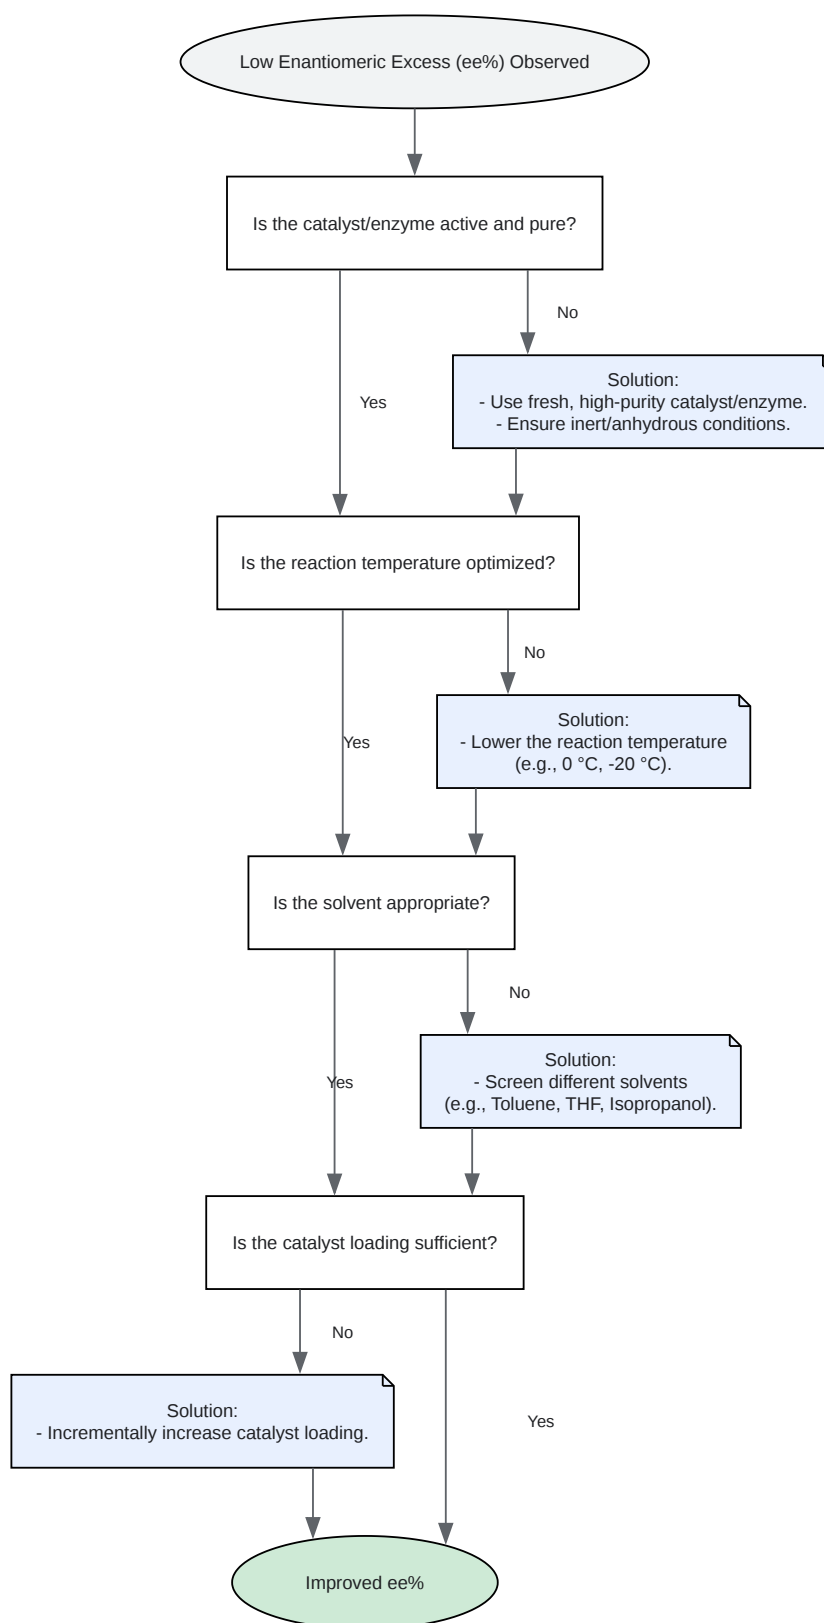 Low Enantiomeric Excess (ee%) Observed
Is the catalyst/enzyme active and pure?
No
Solution:
- Use fresh, high-purity catalyst/enzyme.
- Ensure inert/anhydrous conditions.
Yes
Is the reaction temperature optimized?
No
Solution:
- Lower the reaction temperature
(e.g., 0 °C, -20 °C).
Yes
Is the solvent appropriate?
No
Solution:
- Screen different solvents
(e.g., Toluene, THF, Isopropanol).
Yes
Is the catalyst loading sufficient?
No
Solution:
- Incrementally increase catalyst loading.
Yes
Improved ee%